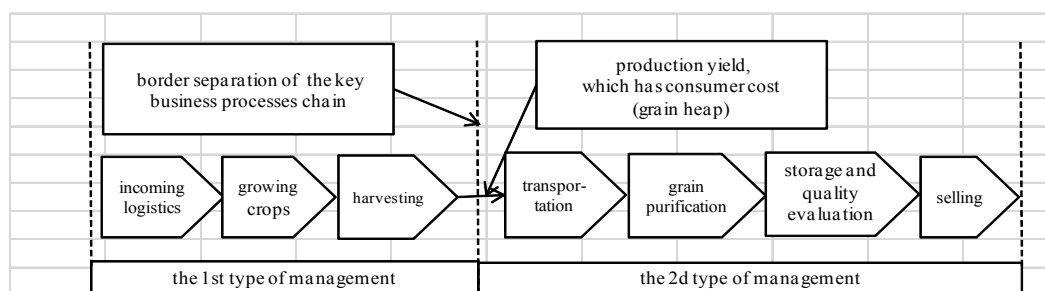 border separation of the key
business processes chain
production yield,
which has consumer cost
(grain heap)
incoming
logistics
growing
crops
harvesting
transpor-
tation
grain
purification
storage and
quality
evaluation
selling
the 1st type of management
the 2d type of management